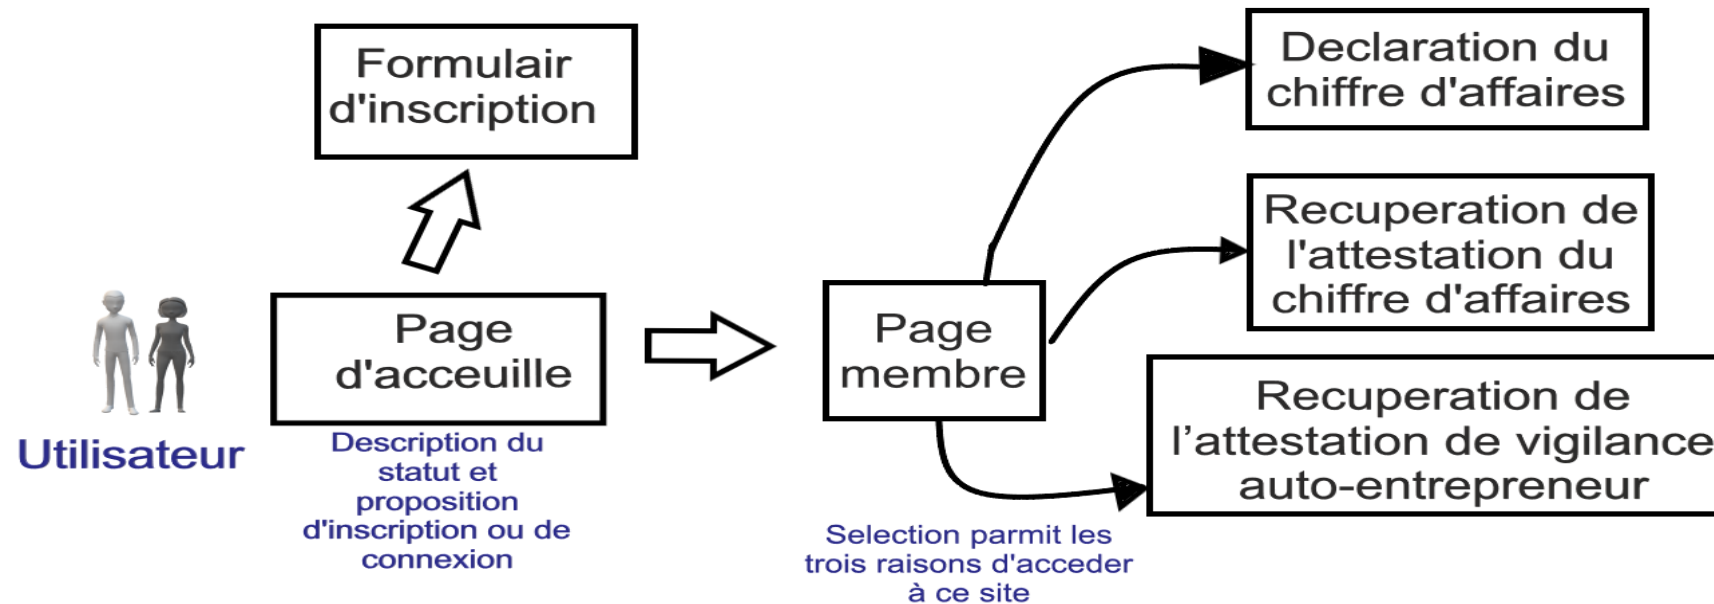 Formulair
d'inscription
Page
d'acceuille
Utilisateur
Description du
statut et
proposition
d'inscription ou de
connexion
Page
membre
Selection parmit les
trois raisons d'acceder
à ce site
Declaration du
chiffre d'affaires
Recuperation de
l'attestation du
chiffre d'affaires
Recuperation de
l’attestation de vigilance
auto-entrepreneur